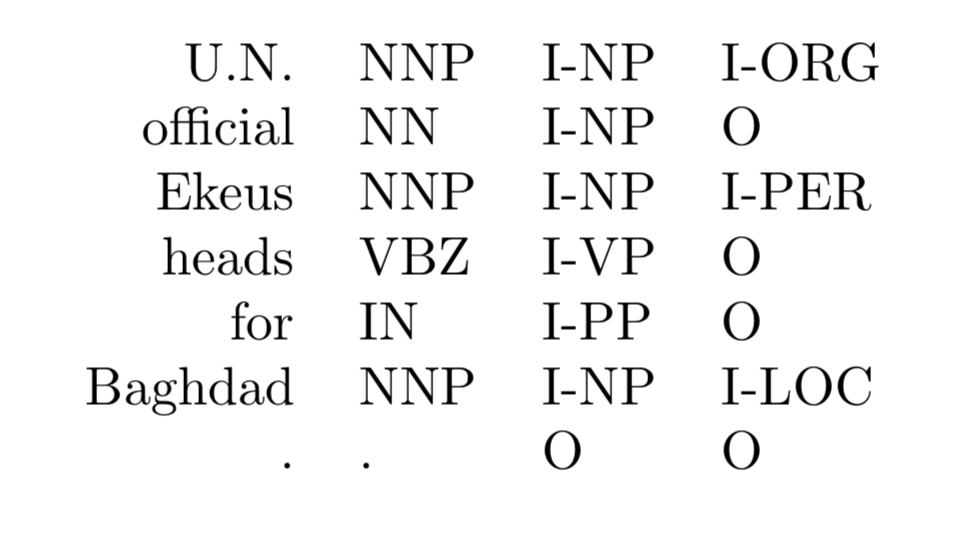 U.N. NNP I-NP I-ORG
official NN I-NP O
Ekeus NNP I-NP I-PER
heads VBZ I-VP O
for IN I-PP O
Baghdad NNP I-NP I-LOC
. . O O